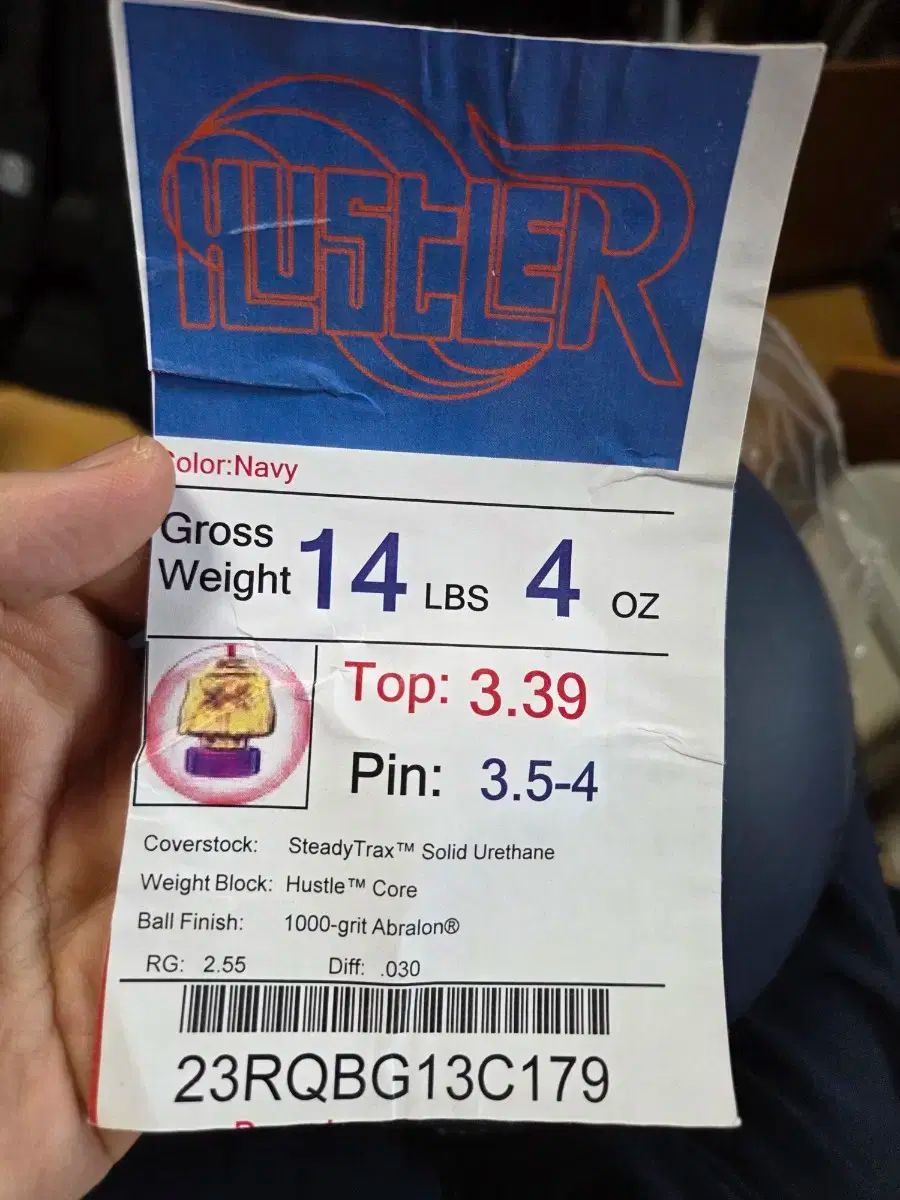 HUSTLER
Color:Navy
Gross Weight 14 LBS 4 OZ
Top: 3.39
Pin: 3.5-4
Coverstock: SteadyTrax™ Solid Urethane
Weight Block: Hustle™ Core
Ball Finish: 1000-grit Abralon®
RG: 2.55 Diff: .030
23RQBG13C179